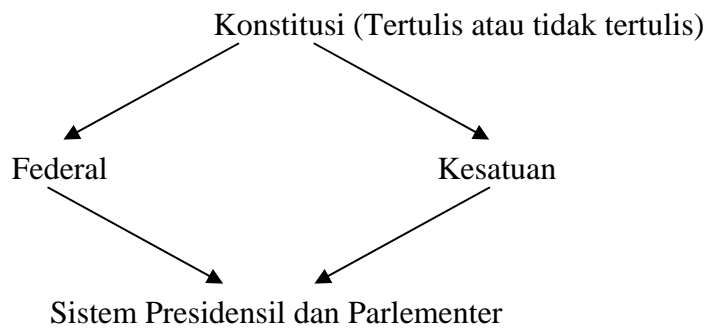 Konstitusi (Tertulis atau tidak tertulis)
Federal
Kesatuan
Sistem Presidensil dan Parlementer